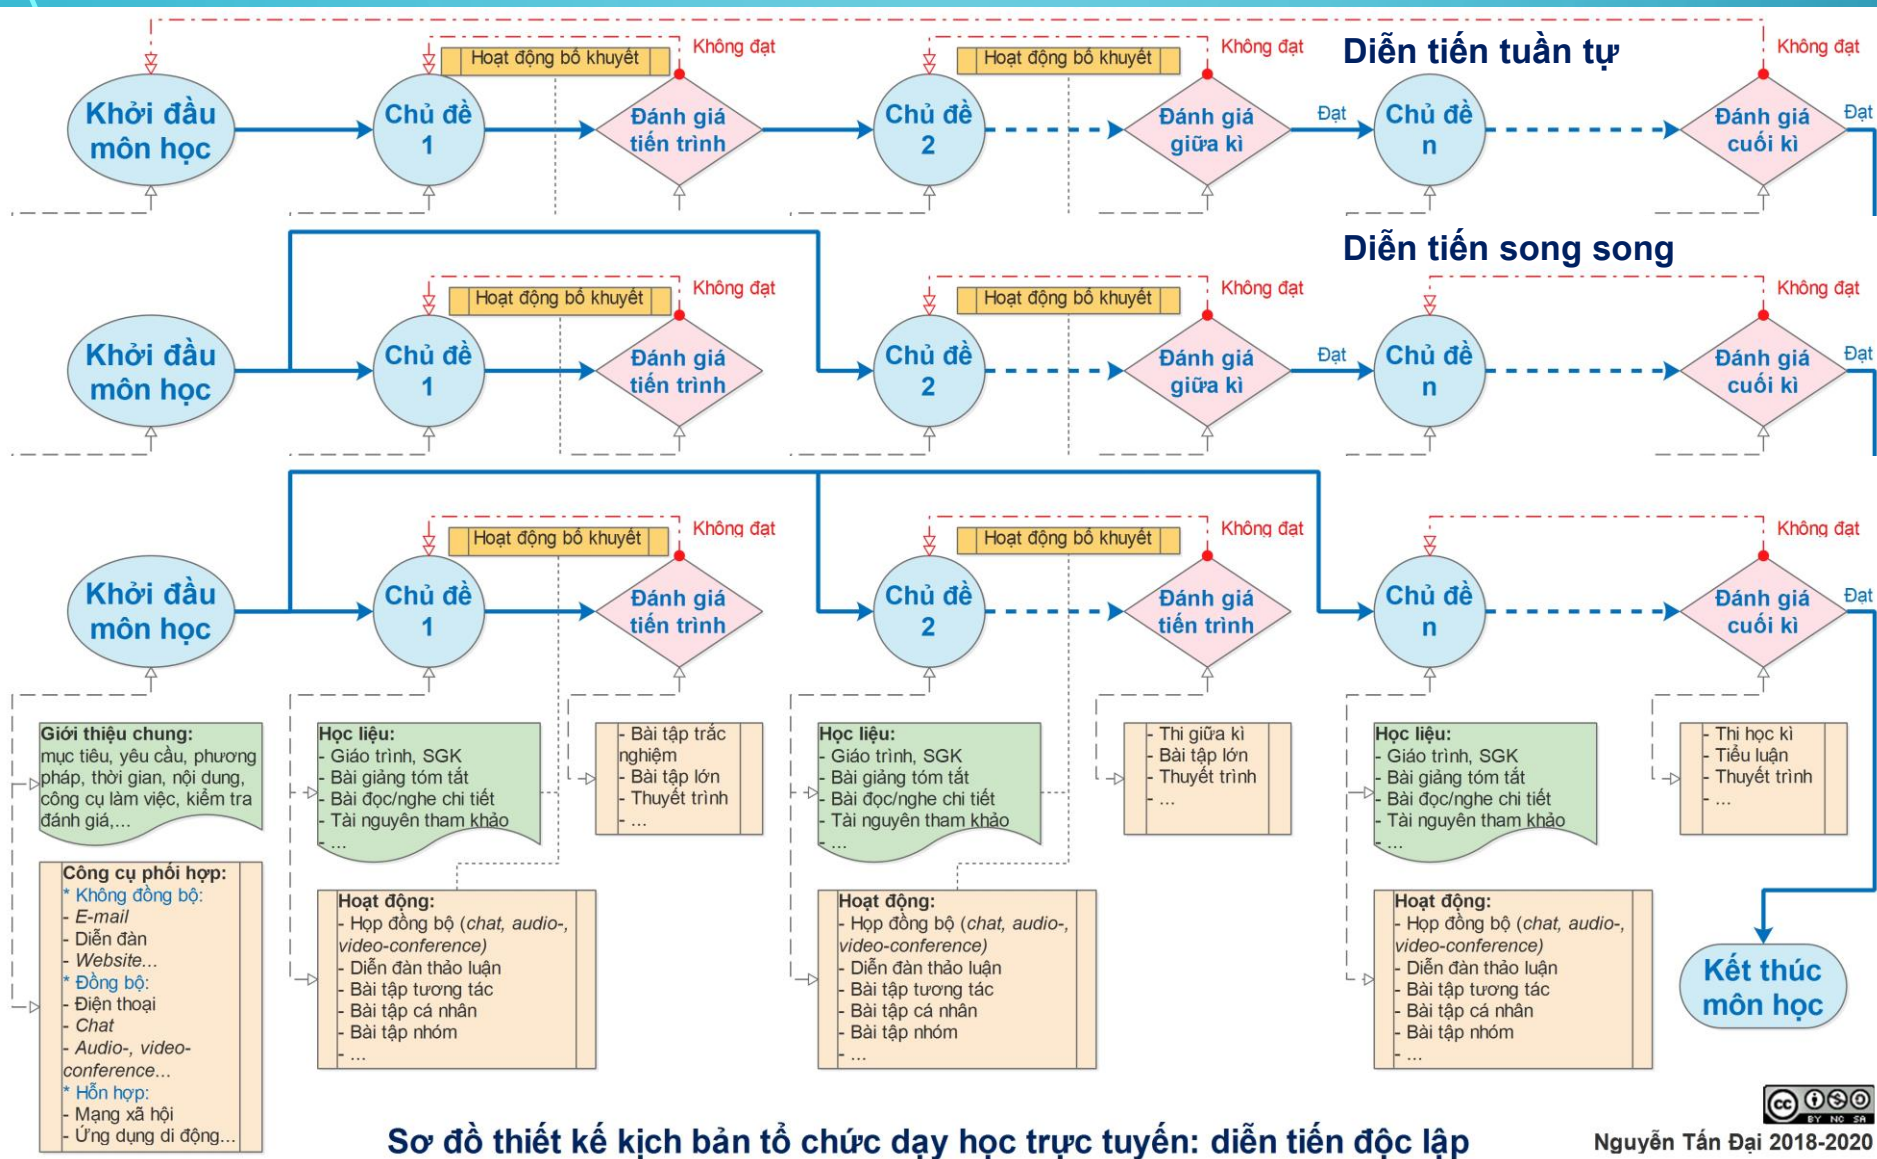 Diễn tiến tuần tự
Không đạt
Không đạt
Không đạt
Hoạt động bổ khuyết
Hoạt động bổ khuyết
Khởi đầu
môn học
Chủ đề
1
Đánh giá
tiến trình
Chủ đề
2
Đánh giá
giữa kì
Đạt
Chủ đề
n
Đánh giá
cuối kì
Đạt
Diễn tiến song song
Không đạt
Không đạt
Không đạt
Hoạt động bổ khuyết
Hoạt động bổ khuyết
Khởi đầu
môn học
Chủ đề
1
Đánh giá
tiến trình
Chủ đề
2
Đánh giá
giữa kì
Đạt
Chủ đề
n
Đánh giá
cuối kì
Đạt
Không đạt
Không đạt
Không đạt
Hoạt động bổ khuyết
Hoạt động bổ khuyết
Khởi đầu
môn học
Chủ đề
1
Đánh giá
tiến trình
Chủ đề
2
Đánh giá
tiến trình
Chủ đề
n
Đánh giá
cuối kì
Đạt
Giới thiệu chung:
mục tiêu, yêu cầu, phương
pháp, thời gian, nội dung,
công cụ làm việc, kiểm tra
đánh giá,...
Học liệu:
- Giáo trình, SGK
- Bài giảng tóm tắt
- Bài đọc/nghe chi tiết
- Tài nguyên tham khảo
- ...
- Bài tập trắc
nghiệm
- Bài tập lớn
- Thuyết trình
- ...
Học liệu:
- Giáo trình, SGK
- Bài giảng tóm tắt
- Bài đọc/nghe chi tiết
- Tài nguyên tham khảo
- ...
- Thi giữa kì
- Bài tập lớn
- Thuyết trình
- ...
Học liệu:
- Giáo trình, SGK
- Bài giảng tóm tắt
- Bài đọc/nghe chi tiết
- Tài nguyên tham khảo
- ...
- Thi học kì
- Tiểu luận
- Thuyết trình
- ...
Công cụ phối hợp:
* Không đồng bộ:
- E-mail
- Diễn đàn
- Website...
* Đồng bộ:
- Điện thoại
- Chat
- Audio-, video-
conference...
* Hỗn hợp:
- Mạng xã hội
- Ứng dụng di động...
Hoạt động:
- Họp đồng bộ (chat, audio-,
video-conference)
- Diễn đàn thảo luận
- Bài tập tương tác
- Bài tập cá nhân
- Bài tập nhóm
- ...
Hoạt động:
- Họp đồng bộ (chat, audio-,
video-conference)
- Diễn đàn thảo luận
- Bài tập tương tác
- Bài tập cá nhân
- Bài tập nhóm
- ...
Hoạt động:
- Họp đồng bộ (chat, audio-,
video-conference)
- Diễn đàn thảo luận
- Bài tập tương tác
- Bài tập cá nhân
- Bài tập nhóm
- ...
Kết thúc
môn học
cc
BY NC SA
Sơ đồ thiết kế kịch bản tổ chức dạy học trực tuyến: diễn tiến độc lập
Nguyễn Tấn Đại 2018-2020